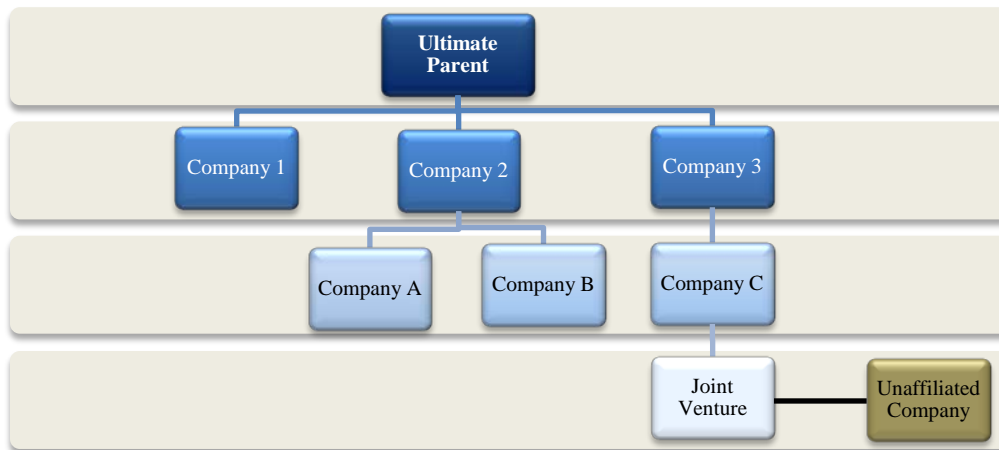 Ultimate
Parent
Company 1
Company 2
Company 3
Company A
Company B
Company C
Joint
Venture
Unaffiliated
Company